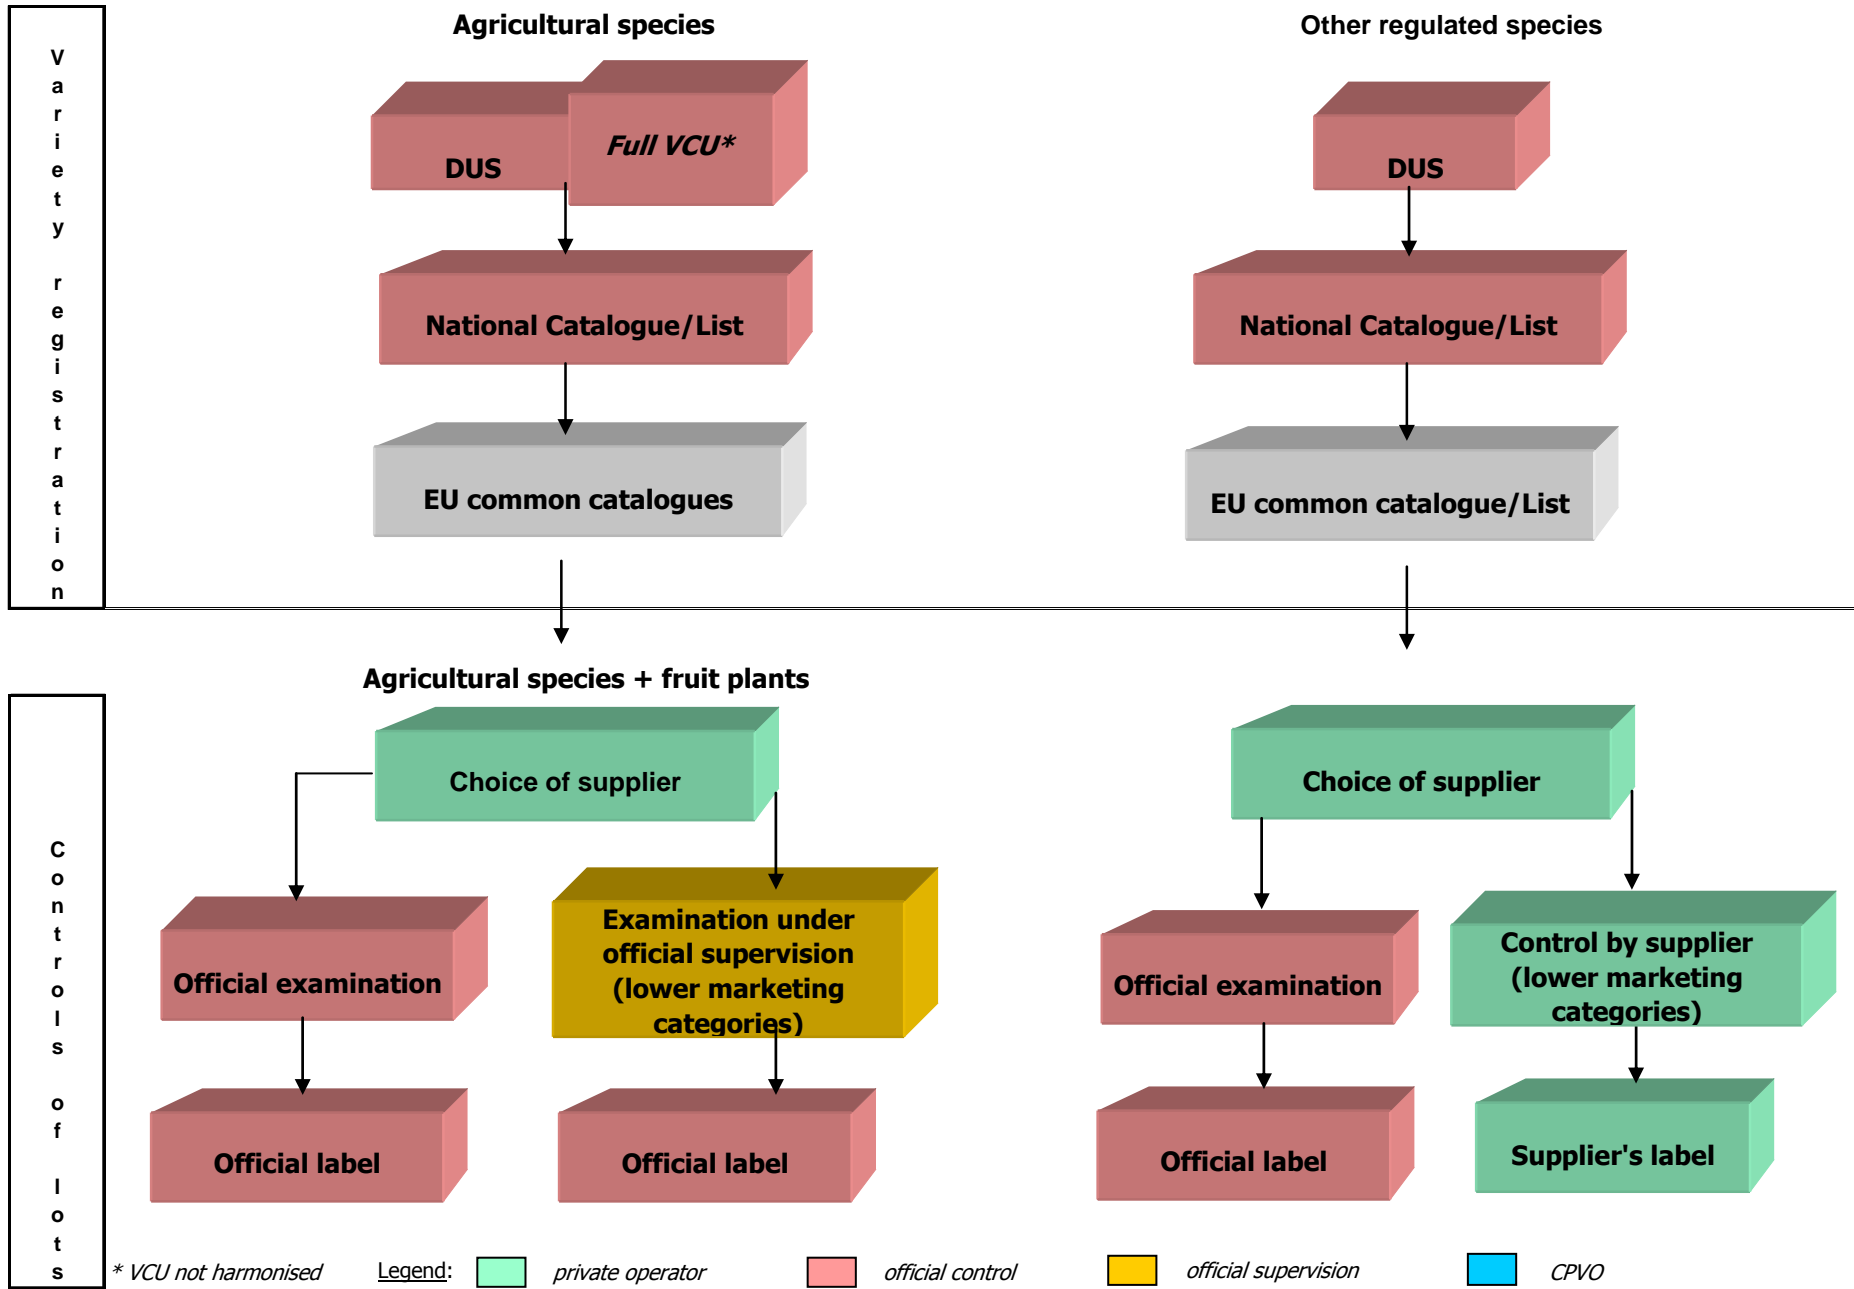 Variety registration
Agricultural species
Other regulated species
DUS
Full VCU*
DUS
National Catalogue/List
National Catalogue/List
EU common catalogues
EU common catalogue/List
Controls of lots
Agricultural species + fruit plants
Choice of supplier
Choice of supplier
Official examination
Examination under
official supervision
(lower marketing
categories)
Official examination
Control by supplier
(lower marketing
categories)
Official label
Official label
Official label
Supplier's label
* VCU not harmonised
Legend:
private operator
official control
official supervision
CPVO